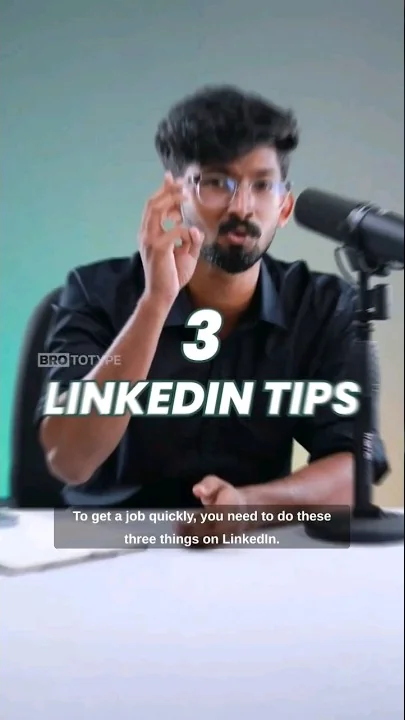 3
BROTOTYPE
LINKEDIN TIPS
To get a job quickly, you need to do these
three things on LinkedIn.